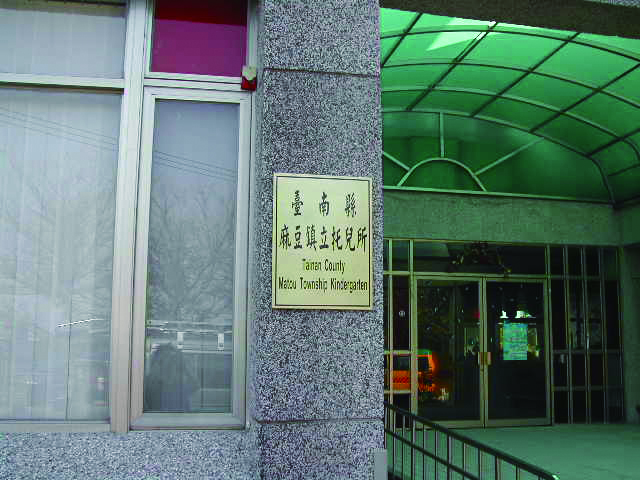 臺南縣
麻豆鎮立托兒所
Tainan County
Matou Township Kindergarten